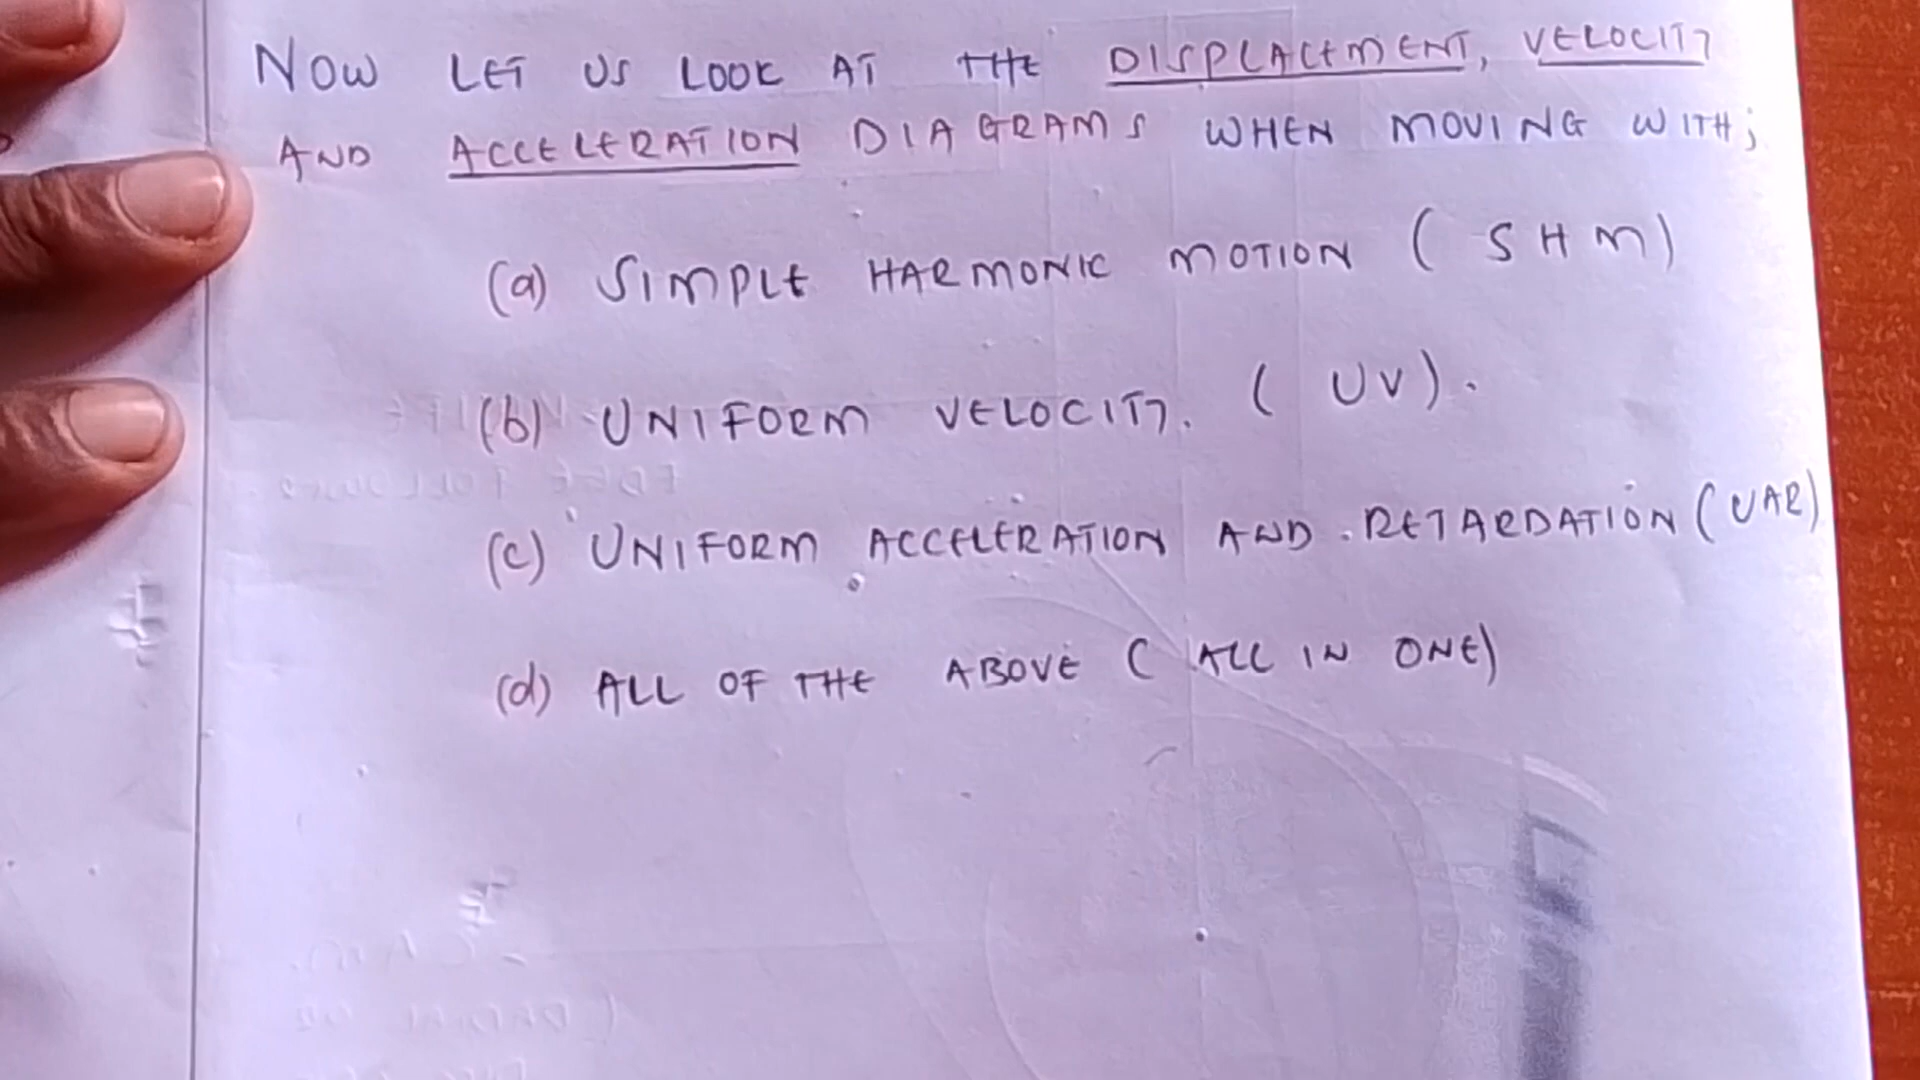 NOW LET US LOOK AT THE DISPLACEMENT, VELOCITY
AND ACCELERATION DIAGRAMS WHEN MOVING WITH;
(a) SIMPLE HARMONIC MOTION (SHM)
(b) UNIFORM VELOCITY. (UV).
(c) UNIFORM ACCELERATION AND RETARDATION (UAR)
(d) ALL OF THE ABOVE (ALL IN ONE)